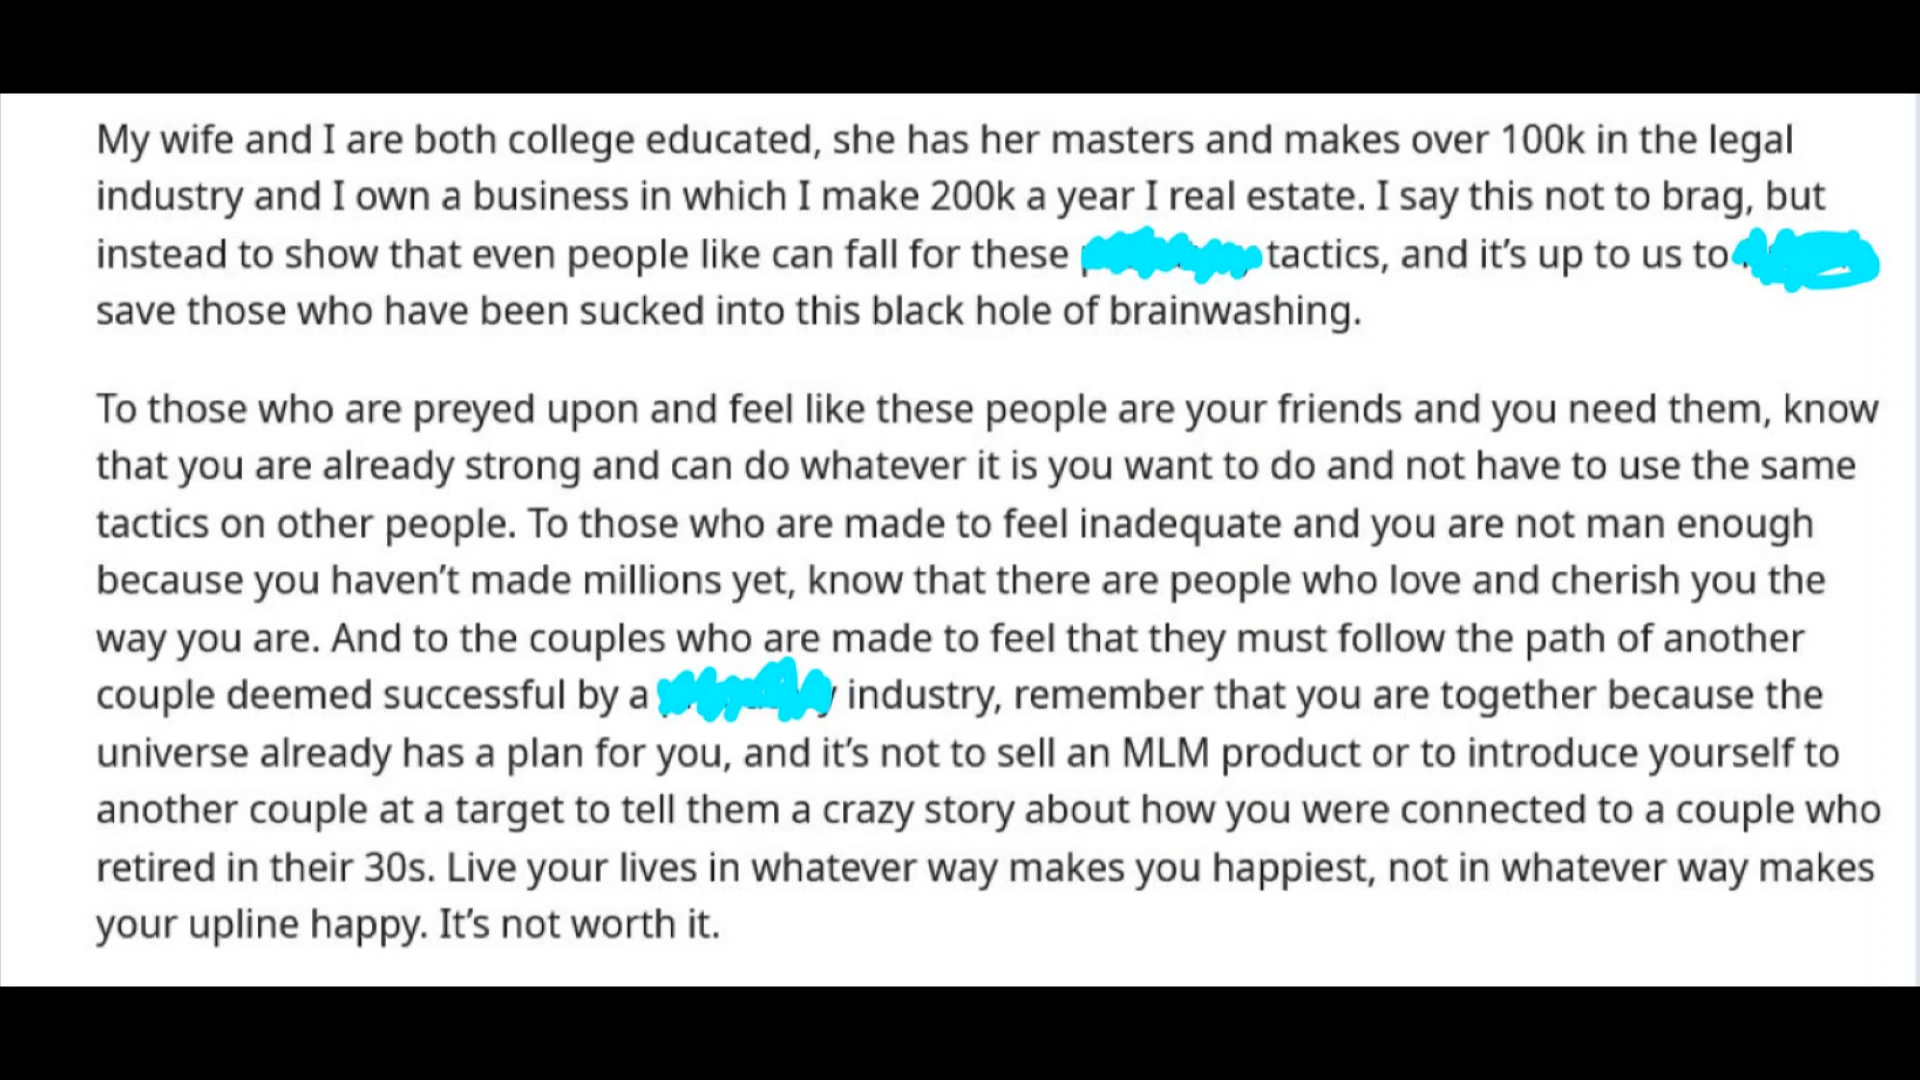 My wife and I are both college educated, she has her masters and makes over 100k in the legal
industry and I own a business in which I make 200k a year I real estate. I say this not to brag, but
instead to show that even people like can fall for these tactics, and it's up to us to
save those who have been sucked into this black hole of brainwashing.
To those who are preyed upon and feel like these people are your friends and you need them, know
that you are already strong and can do whatever it is you want to do and not have to use the same
tactics on other people. To those who are made to feel inadequate and you are not man enough
because you haven't made millions yet, know that there are people who love and cherish you the
way you are. And to the couples who are made to feel that they must follow the path of another
couple deemed successful by a industry, remember that you are together because the
universe already has a plan for you, and it's not to sell an MLM product or to introduce yourself to
another couple at a target to tell them a crazy story about how you were connected to a couple who
retired in their 30s. Live your lives in whatever way makes you happiest, not in whatever way makes
your upline happy. It's not worth it.